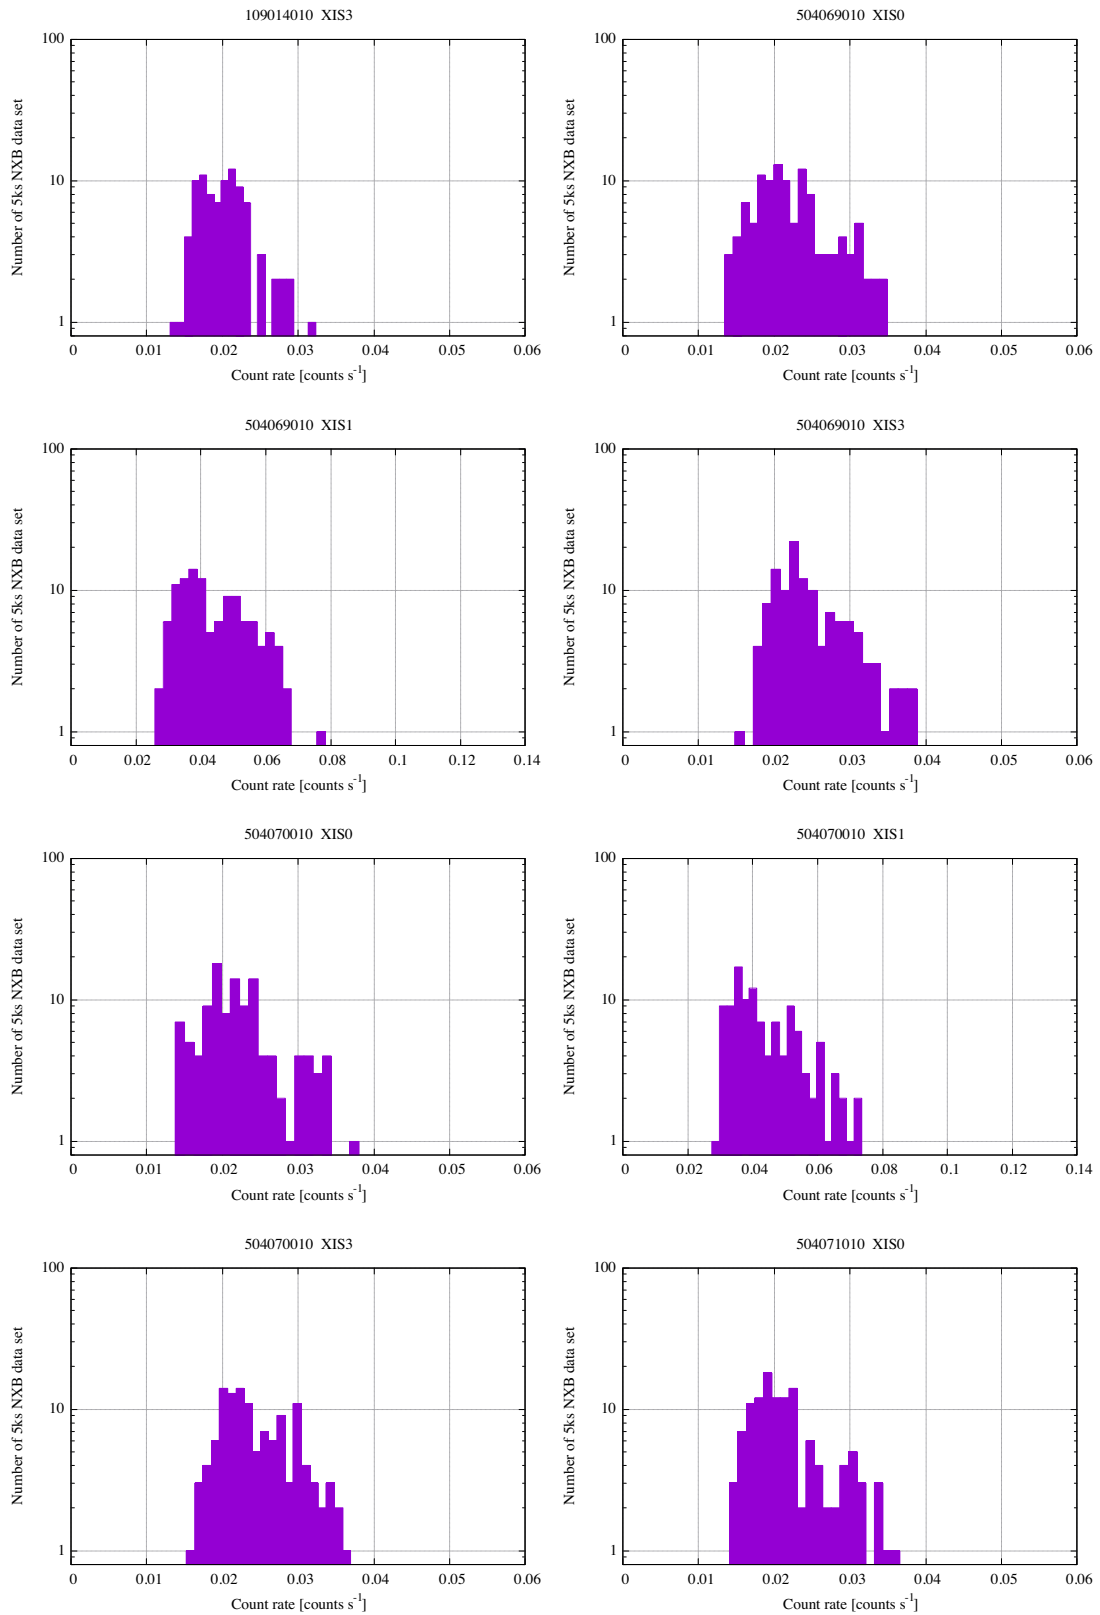 109014010  XIS3
100
10
1
Number of 5ks NXB data set
0 0.01 0.02 0.03 0.04 0.05 0.06
Count rate [counts s⁻¹]
504069010  XIS0
100
10
1
Number of 5ks NXB data set
0 0.01 0.02 0.03 0.04 0.05 0.06
Count rate [counts s⁻¹]
504069010  XIS1
100
10
1
Number of 5ks NXB data set
0 0.02 0.04 0.06 0.08 0.1 0.12 0.14
Count rate [counts s⁻¹]
504069010  XIS3
100
10
1
Number of 5ks NXB data set
0 0.01 0.02 0.03 0.04 0.05 0.06
Count rate [counts s⁻¹]
504070010  XIS0
100
10
1
Number of 5ks NXB data set
0 0.01 0.02 0.03 0.04 0.05 0.06
Count rate [counts s⁻¹]
504070010  XIS1
100
10
1
Number of 5ks NXB data set
0 0.02 0.04 0.06 0.08 0.1 0.12 0.14
Count rate [counts s⁻¹]
504070010  XIS3
100
10
1
Number of 5ks NXB data set
0 0.01 0.02 0.03 0.04 0.05 0.06
Count rate [counts s⁻¹]
504071010  XIS0
100
10
1
Number of 5ks NXB data set
0 0.01 0.02 0.03 0.04 0.05 0.06
Count rate [counts s⁻¹]